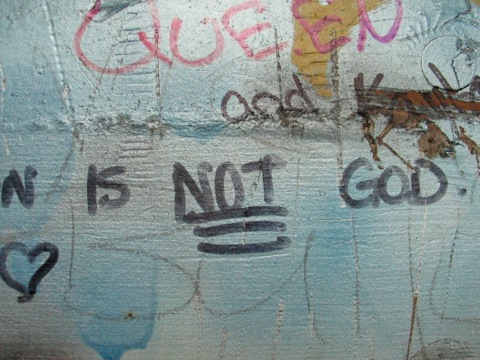 QUEEN
and
N IS NOT GOD.